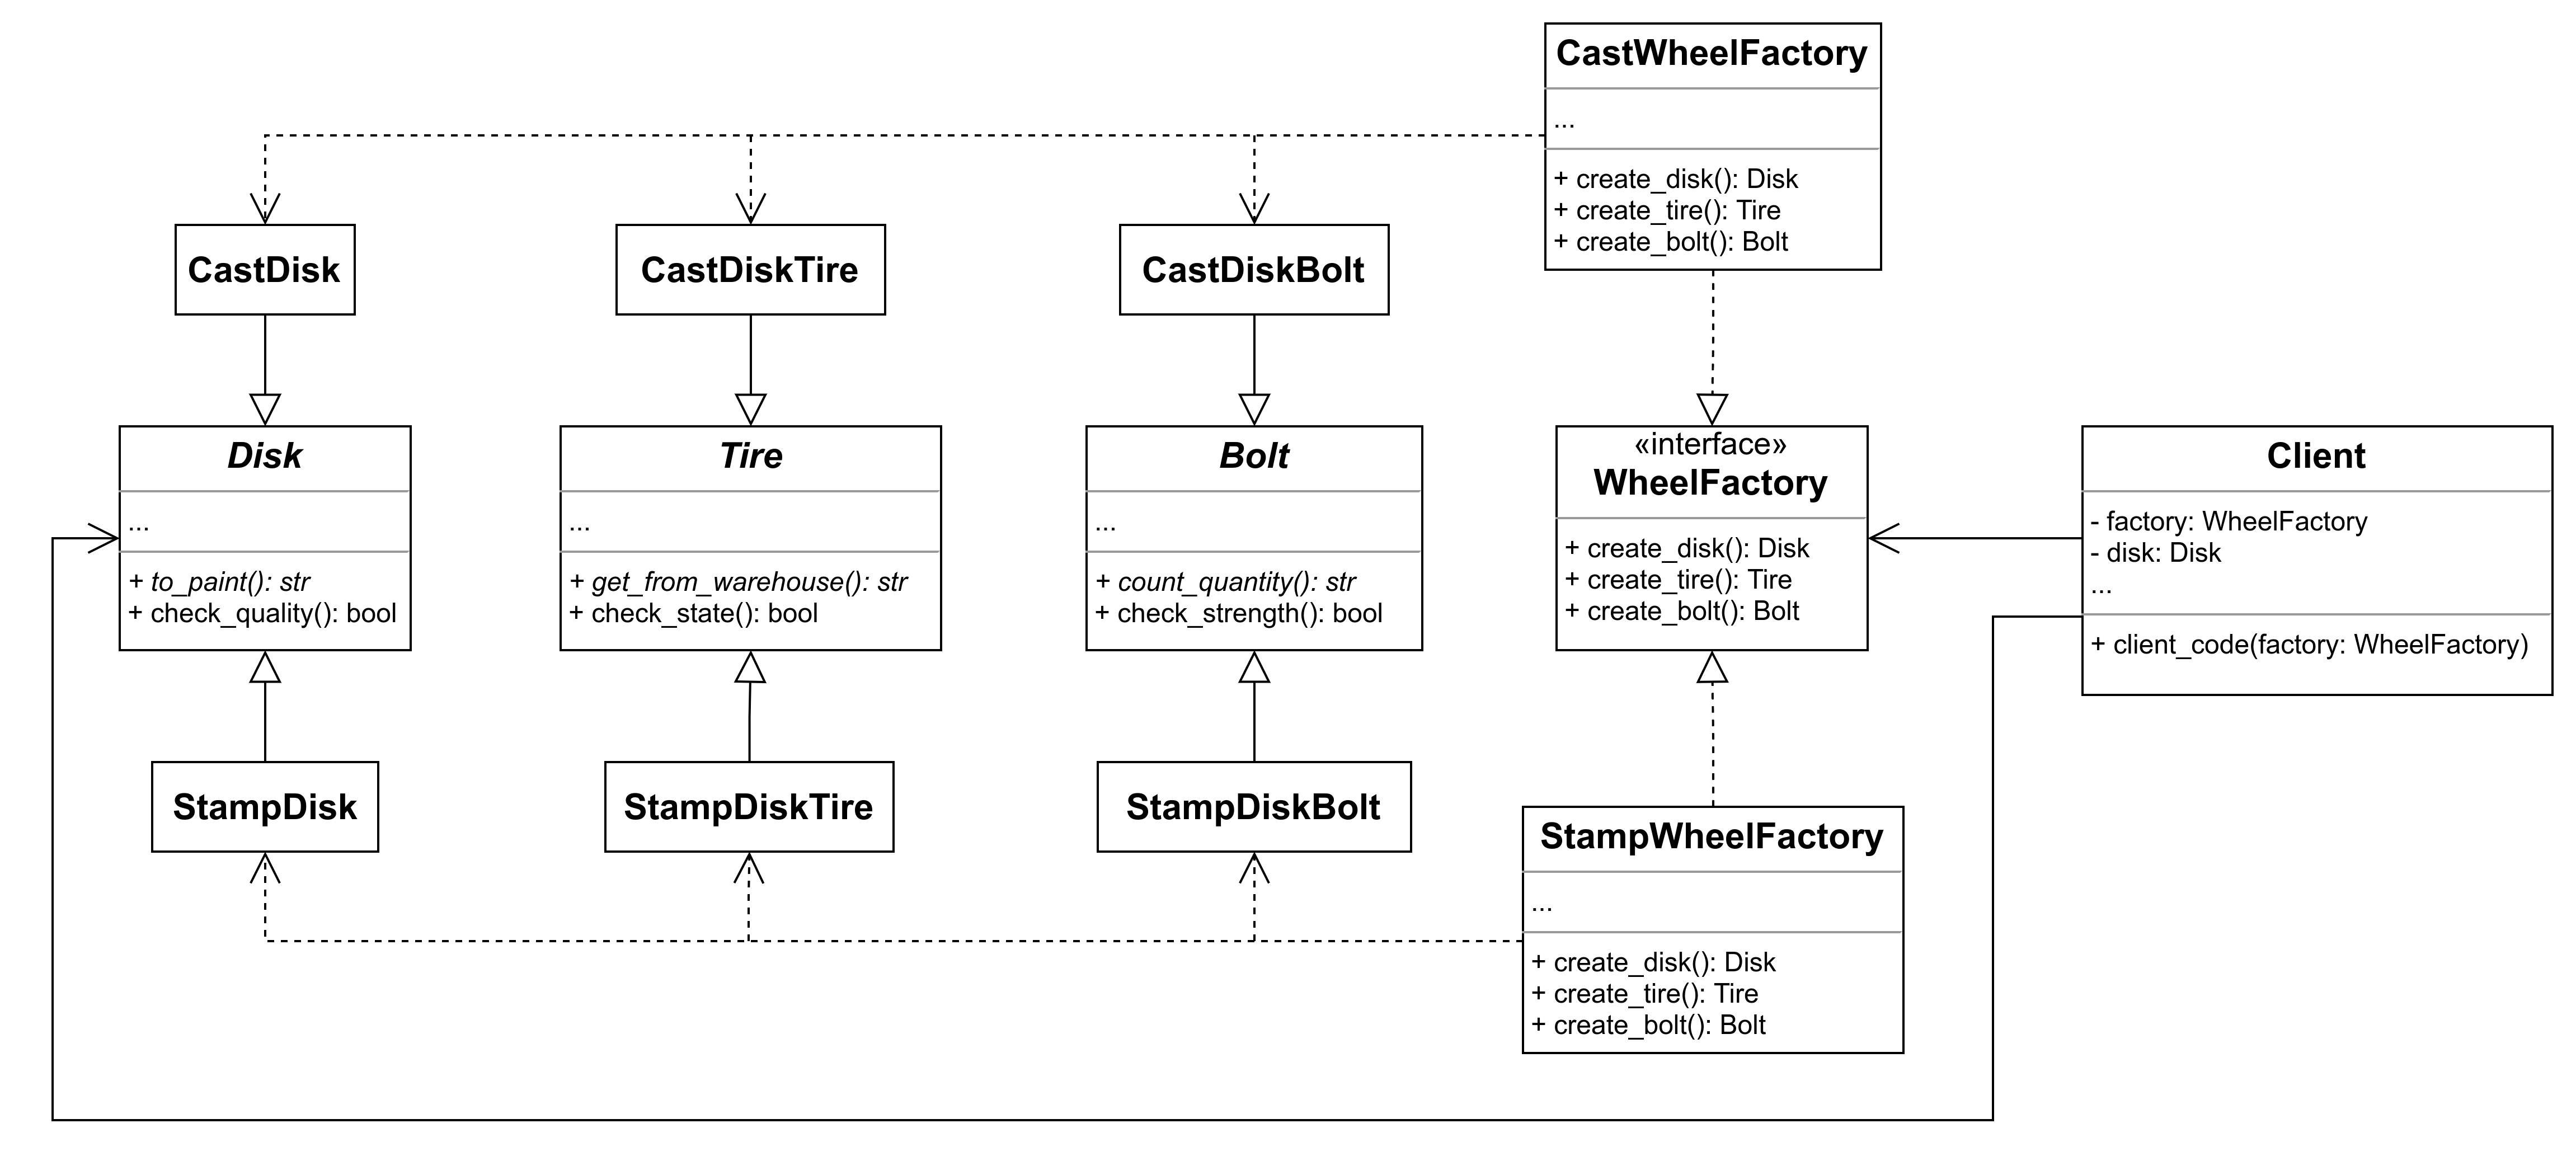 CastWheelFactory
...
+ create_disk(): Disk
+ create_tire(): Tire
+ create_bolt(): Bolt
CastDisk
CastDiskTire
CastDiskBolt
Disk
...
+ to_paint(): str
+ check_quality(): bool
Tire
...
+ get_from_warehouse(): str
+ check_state(): bool
Bolt
...
+ count_quantity(): str
+ check_strength(): bool
«interface»
WheelFactory
+ create_disk(): Disk
+ create_tire(): Tire
+ create_bolt(): Bolt
Client
- factory: WheelFactory
- disk: Disk
...
+ client_code(factory: WheelFactory)
StampDisk
StampDiskTire
StampDiskBolt
StampWheelFactory
...
+ create_disk(): Disk
+ create_tire(): Tire
+ create_bolt(): Bolt